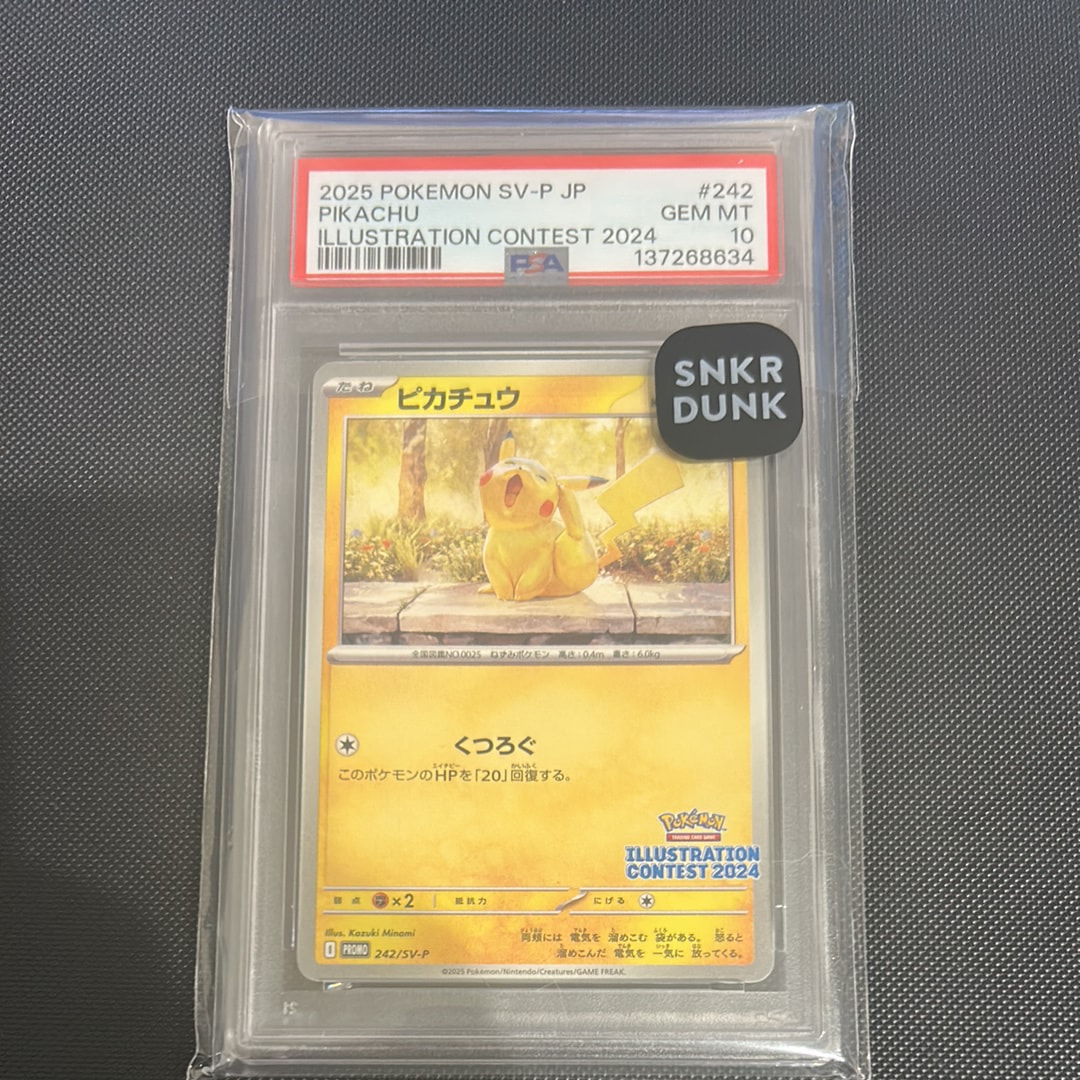 2025 POKEMON SV-P JP #242
PIKACHU GEM MT
ILLUSTRATION CONTEST 2024 10
PSA 137268634
SNKR
DUNK
たね ピカチュウ
全国図鑑NO.0025 ねずみポケモン 高さ:0.4m 重さ:6.0kg
くつろぐ
このポケモンのHPを「20」回復する。
POKéMON
TRADING CARD GAME
ILLUSTRATION
CONTEST 2024
弱点 ×2 抵抗力 にげる
Illus. Kazuki Minami
両頬には 電気を 溜めこむ 袋がある。 怒ると
溜めこんだ 電気を 一気に 放ってくる。
PROMO 242/SV-P
©2025 Pokémon/Nintendo/Creatures/GAME FREAK.